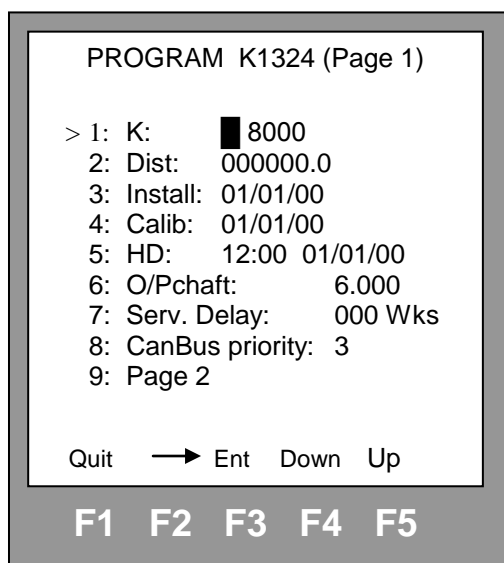 PROGRAM K1324 (Page 1)
> 1: K: 8000
2: Dist: 000000.0
3: Install: 01/01/00
4: Calib: 01/01/00
5: HD: 12:00 01/01/00
6: O/Pchaft: 6.000
7: Serv. Delay: 000 Wks
8: CanBus priority: 3
9: Page 2
Quit → Ent Down Up
F1 F2 F3 F4 F5